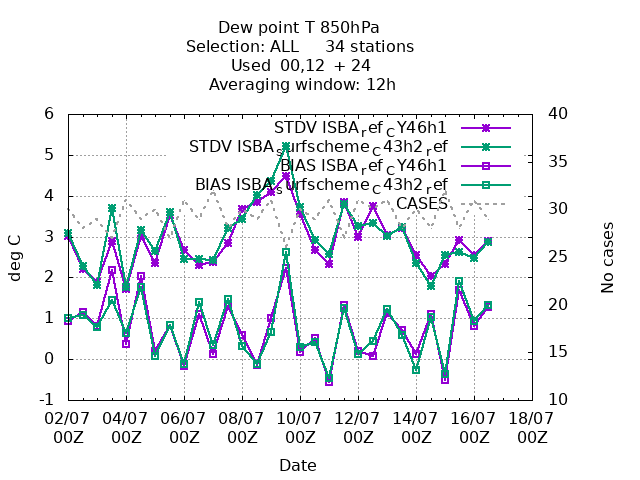 Dew point T 850hPa
Selection: ALL 34 stations
Used 00,12 + 24
Averaging window: 12h
STDV ISBA_ref_CY46h1
STDV ISBA_surfscheme_C43h2_ref
BIAS ISBA_ref_CY46h1
BIAS ISBA_surfscheme_C43h2_ref
CASES
6
5
4
3
2
1
0
-1
deg C
40
35
30
25
20
15
10
No cases
02/07 04/07 06/07 08/07 10/07 12/07 14/07 16/07 18/07
00Z 00Z 00Z 00Z 00Z 00Z 00Z 00Z 00Z
Date